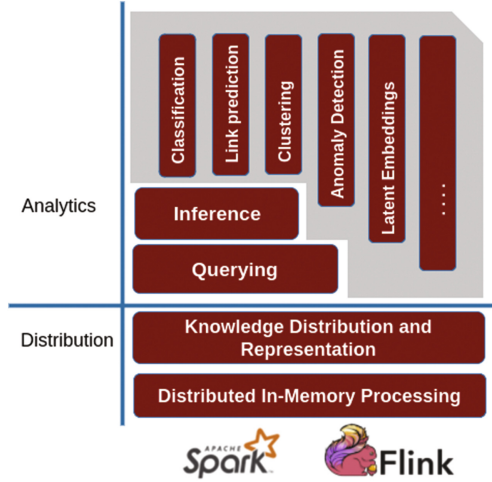 Classification
Link prediction
Clustering
Anomaly Detection
Latent Embeddings
....
Analytics
Inference
Querying
Distribution
Knowledge Distribution and
Representation
Distributed In-Memory Processing
APACHE
Spark™
Flink